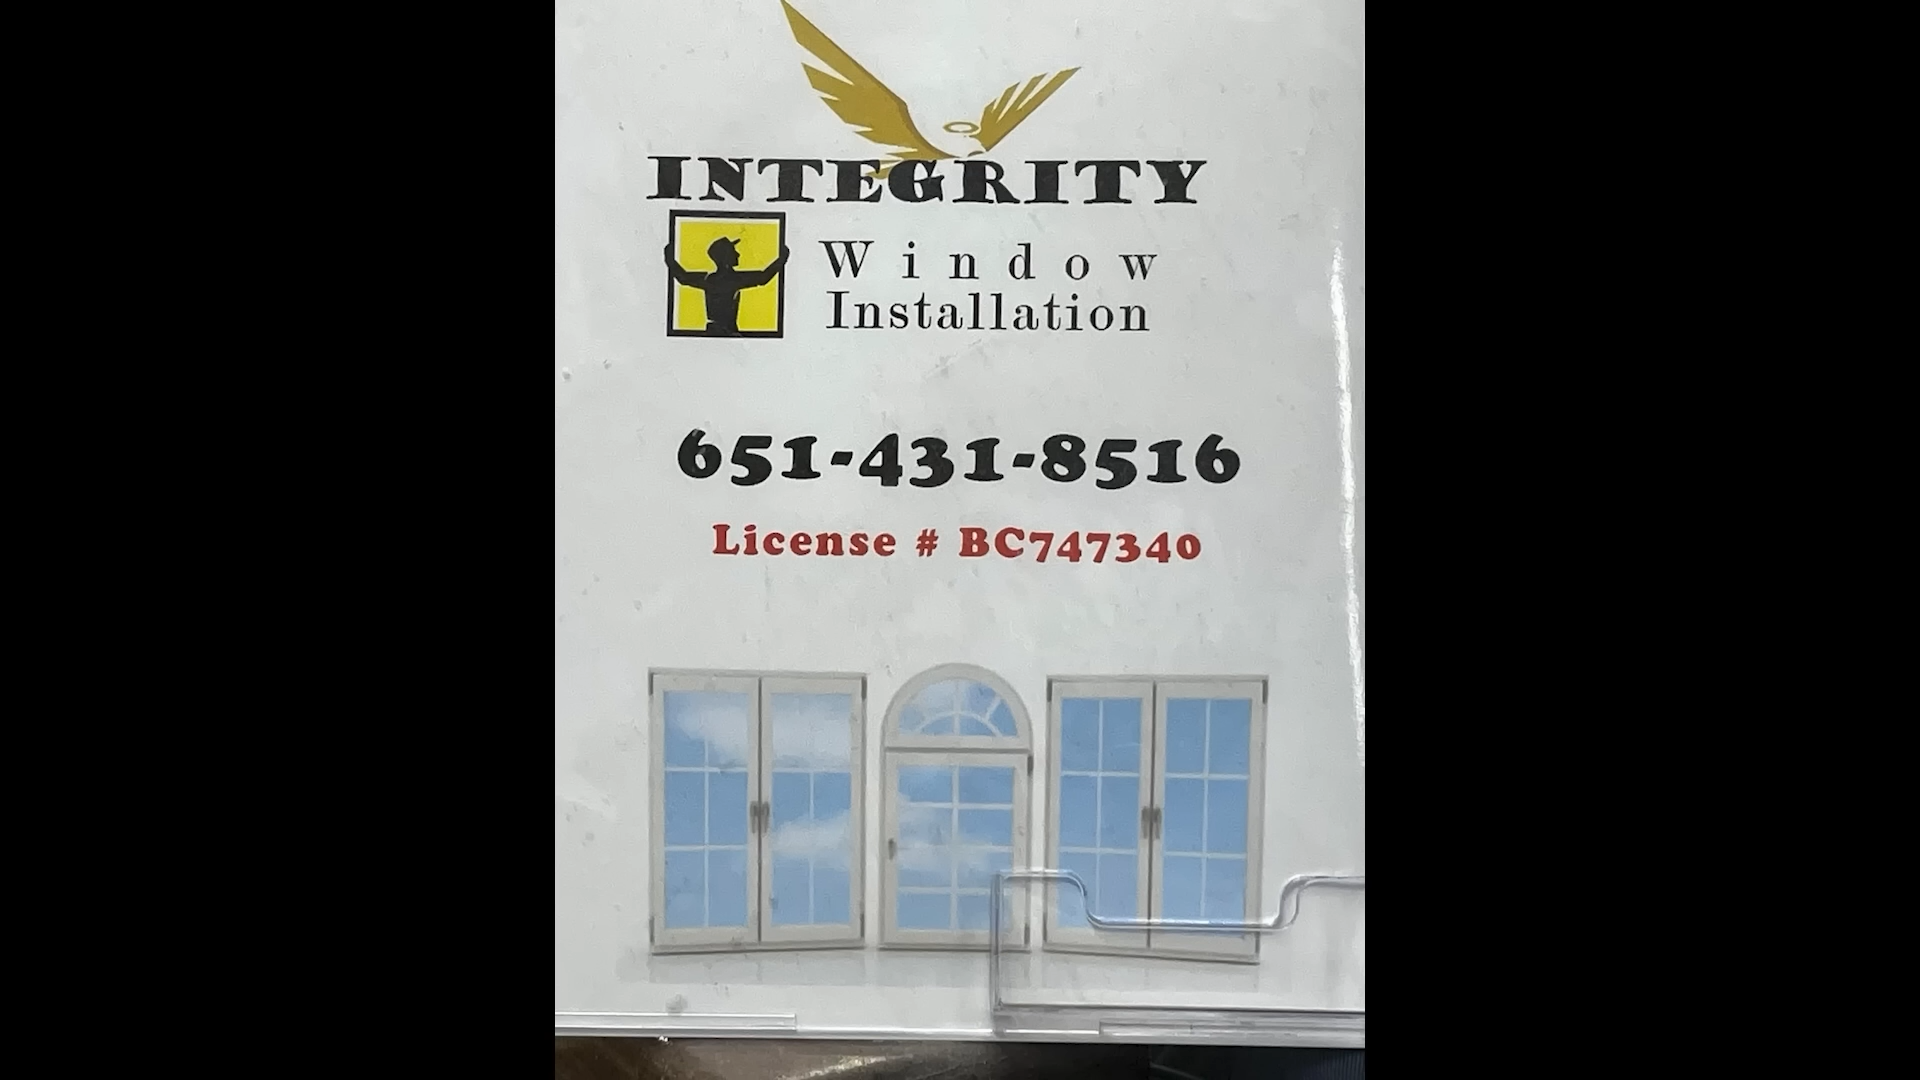 INTEGRITY
Window
Installation
651-431-8516
License # BC747340